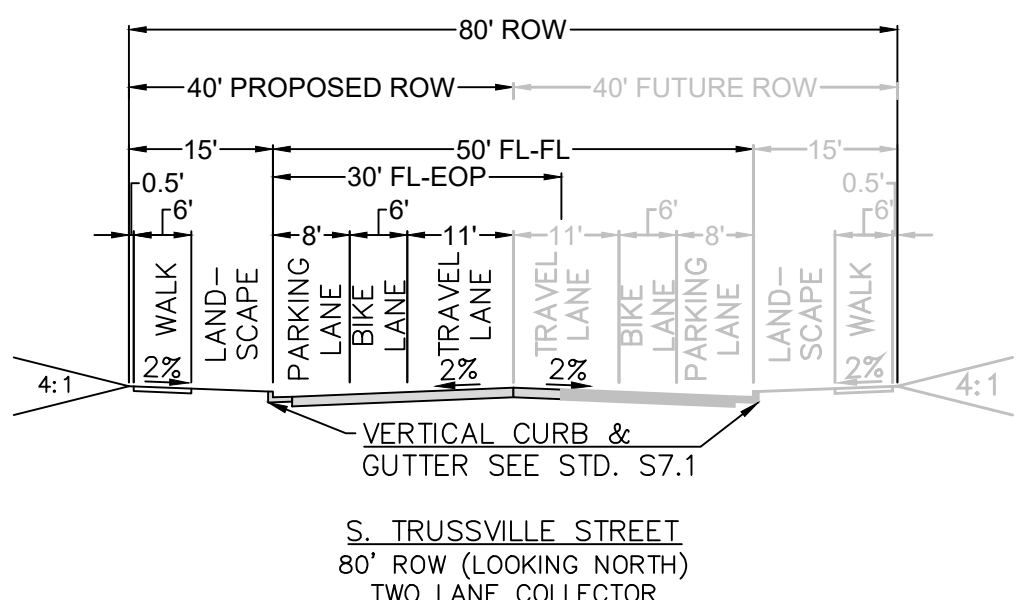 80' ROW
40' PROPOSED ROW 40' FUTURE ROW
15' 50' FL-FL 15'
30' FL-EOP
0.5' 0.5'
6' 6' 6' 6'
8' 11' 11' 8'
WALK
LAND-
SCAPE
PARKING
LANE
BIKE
LANE
TRAVEL
LANE
TRAVEL
LANE
BIKE
LANE
PARKING
LANE
LAND-
SCAPE
WALK
4:1 2% 2% 2% 2% 4:1
VERTICAL CURB &
GUTTER SEE STD. S7.1
S. TRUSSVILLE STREET
80' ROW (LOOKING NORTH)
TWO LANE COLLECTOR